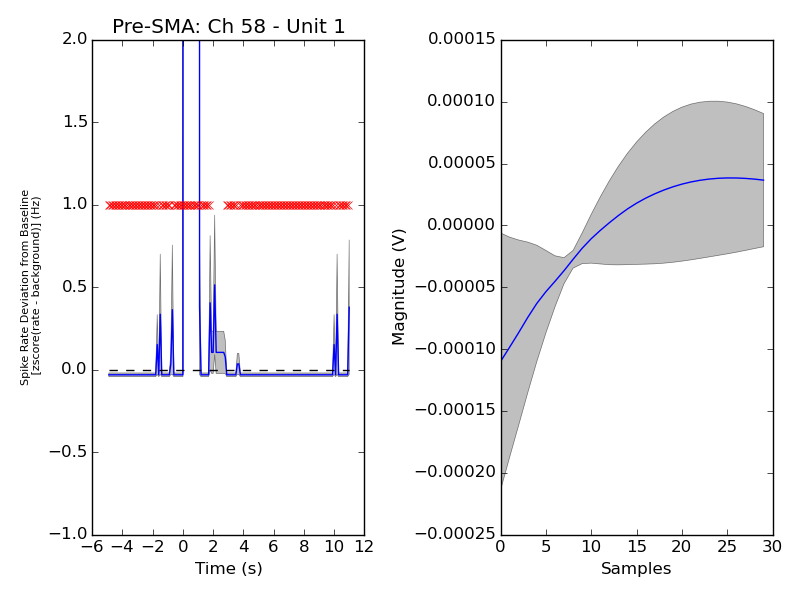 Pre-SMA: Ch 58 - Unit 1
2.0
1.5
1.0
0.5
0.0
−0.5
−1.0
Spike Rate Deviation from Baseline
[zscore(rate - background)] (Hz)
−6 −4 −2 0 2 4 6 8 10 12
Time (s)
0.00015
0.00010
0.00005
0.00000
−0.00005
−0.00010
−0.00015
−0.00020
−0.00025
Magnitude (V)
0 5 10 15 20 25 30
Samples